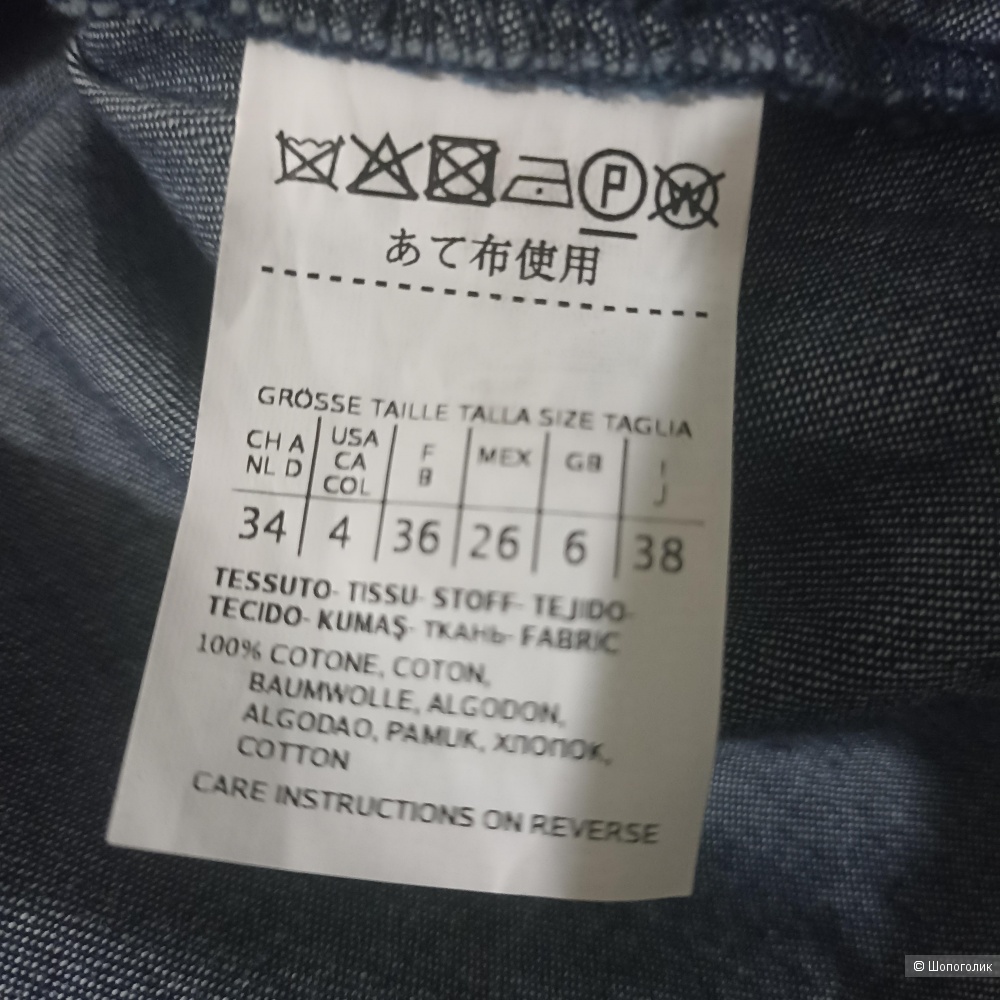 P W
あて布使用
GRÖSSE TAILLE TALLA SIZE TAGLIA
CH A NL D USA CA COL F B MEX GB I J
34 4 36 26 6 38
TESSUTO- TISSU- STOFF- TEJIDO-
TECIDO- KUMAŞ- ТКАНЬ- FABRIC
100% COTONE, COTON,
BAUMWOLLE, ALGODON,
ALGODAO, PAMUK, ХЛОПОК,
COTTON
CARE INSTRUCTIONS ON REVERSE
© Шопоголик